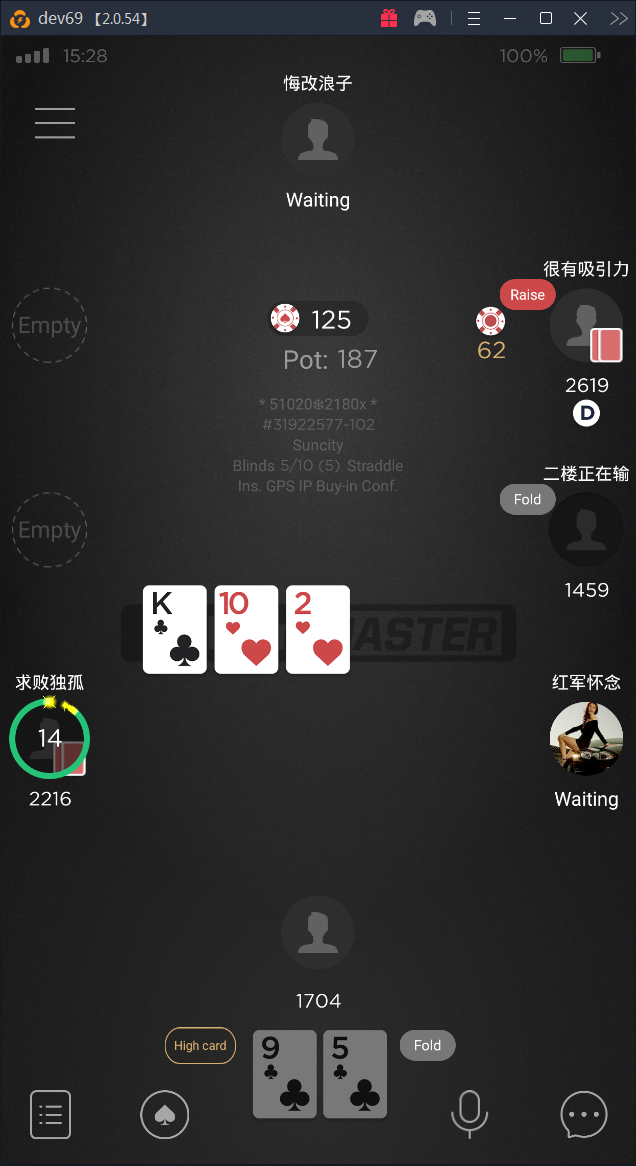 dev69 【2.0.54】
15:28 100%
悔改浪子
Waiting
很有吸引力
Raise
Empty
125
62
Pot: 187
2619
D
* 51020❉2180x *
#31922577-102
Suncity
Blinds 5/10 (5) Straddle
Ins. GPS IP Buy-in Conf.
二楼正在输
Fold
Empty
1459
K 10 2
ASTER
求败独孤
红军怀念
14
2216
Waiting
1704
High card
9 5
Fold